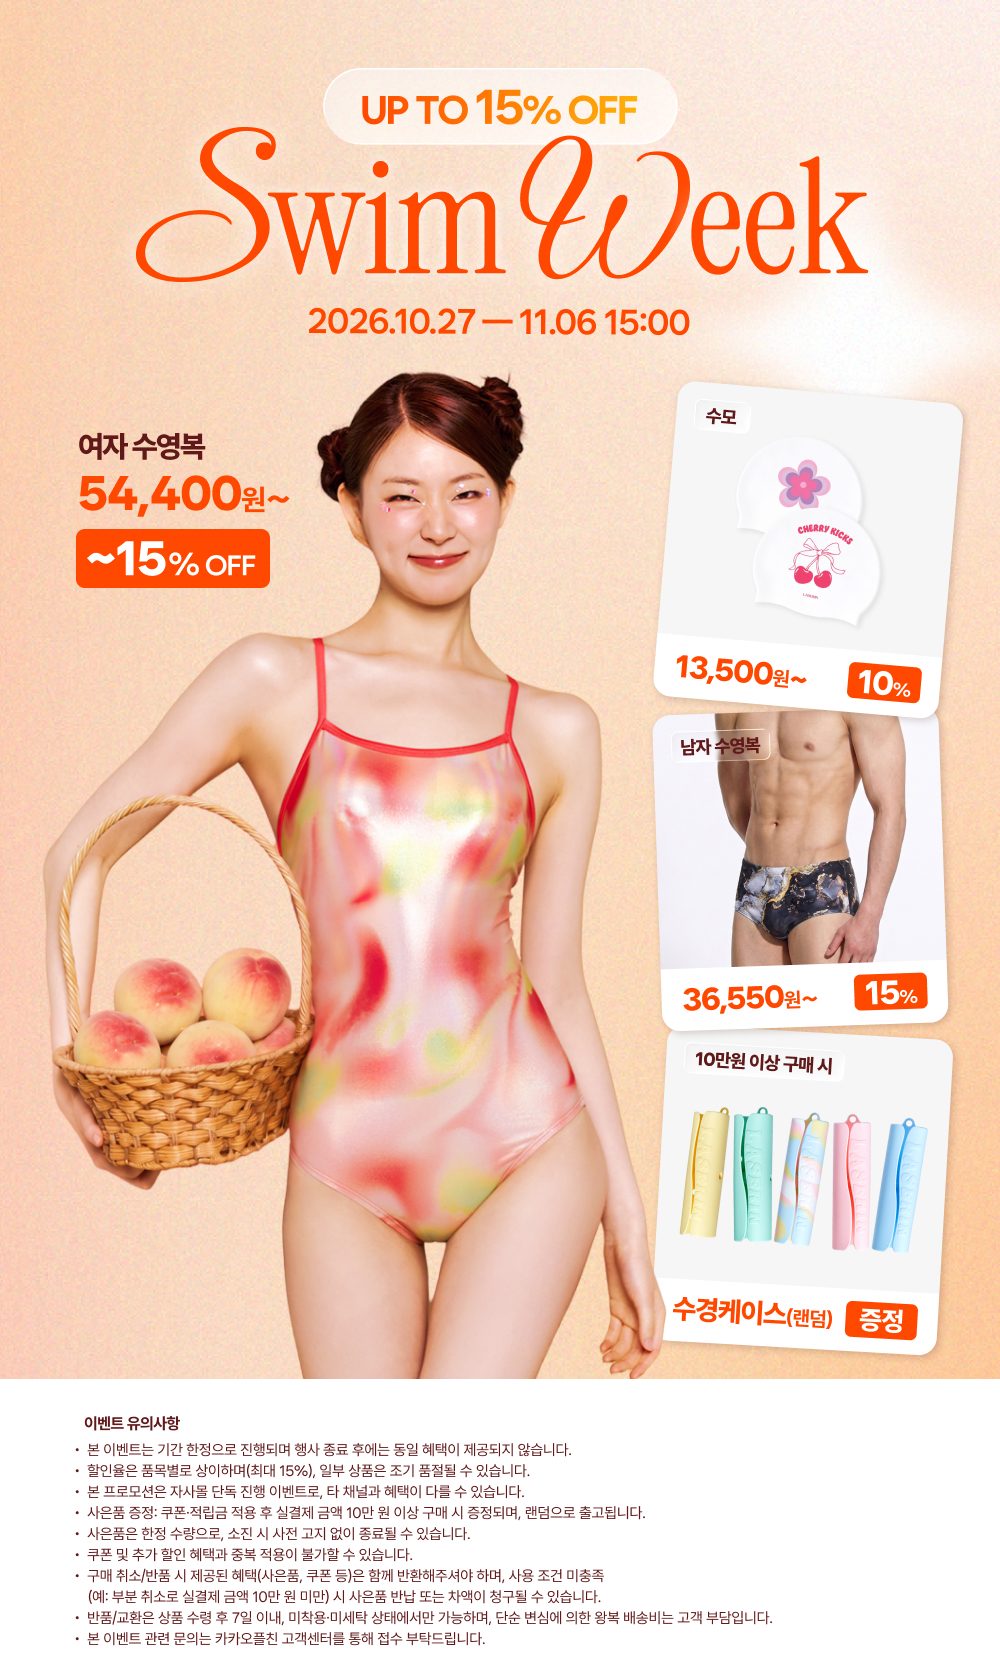 UP TO 15% OFF
Swim Week
2026.10.27 — 11.06 15:00
여자 수영복
54,400원~
~15% OFF
수모
CHERRY KICKS
13,500원~
10%
남자 수영복
36,550원~
15%
10만원 이상 구매 시
수경케이스(랜덤)
증정
이벤트 유의사항
• 본 이벤트는 기간 한정으로 진행되며 행사 종료 후에는 동일 혜택이 제공되지 않습니다.
• 할인율은 품목별로 상이하며(최대 15%), 일부 상품은 조기 품절될 수 있습니다.
• 본 프로모션은 자사몰 단독 진행 이벤트로, 타 채널과 혜택이 다를 수 있습니다.
• 사은품 증정: 쿠폰·적립금 적용 후 실결제 금액 10만 원 이상 구매 시 증정되며, 랜덤으로 출고됩니다.
• 사은품은 한정 수량으로, 소진 시 사전 고지 없이 종료될 수 있습니다.
• 쿠폰 및 추가 할인 혜택과 중복 적용이 불가할 수 있습니다.
• 구매 취소/반품 시 제공된 혜택(사은품, 쿠폰 등)은 함께 반환해주셔야 하며, 사용 조건 미충족
(예: 부분 취소로 실결제 금액 10만 원 미만) 시 사은품 반납 또는 차액이 청구될 수 있습니다.
• 반품/교환은 상품 수령 후 7일 이내, 미착용·미세탁 상태에서만 가능하며, 단순 변심에 의한 왕복 배송비는 고객 부담입니다.
• 본 이벤트 관련 문의는 카카오플친 고객센터를 통해 접수 부탁드립니다.